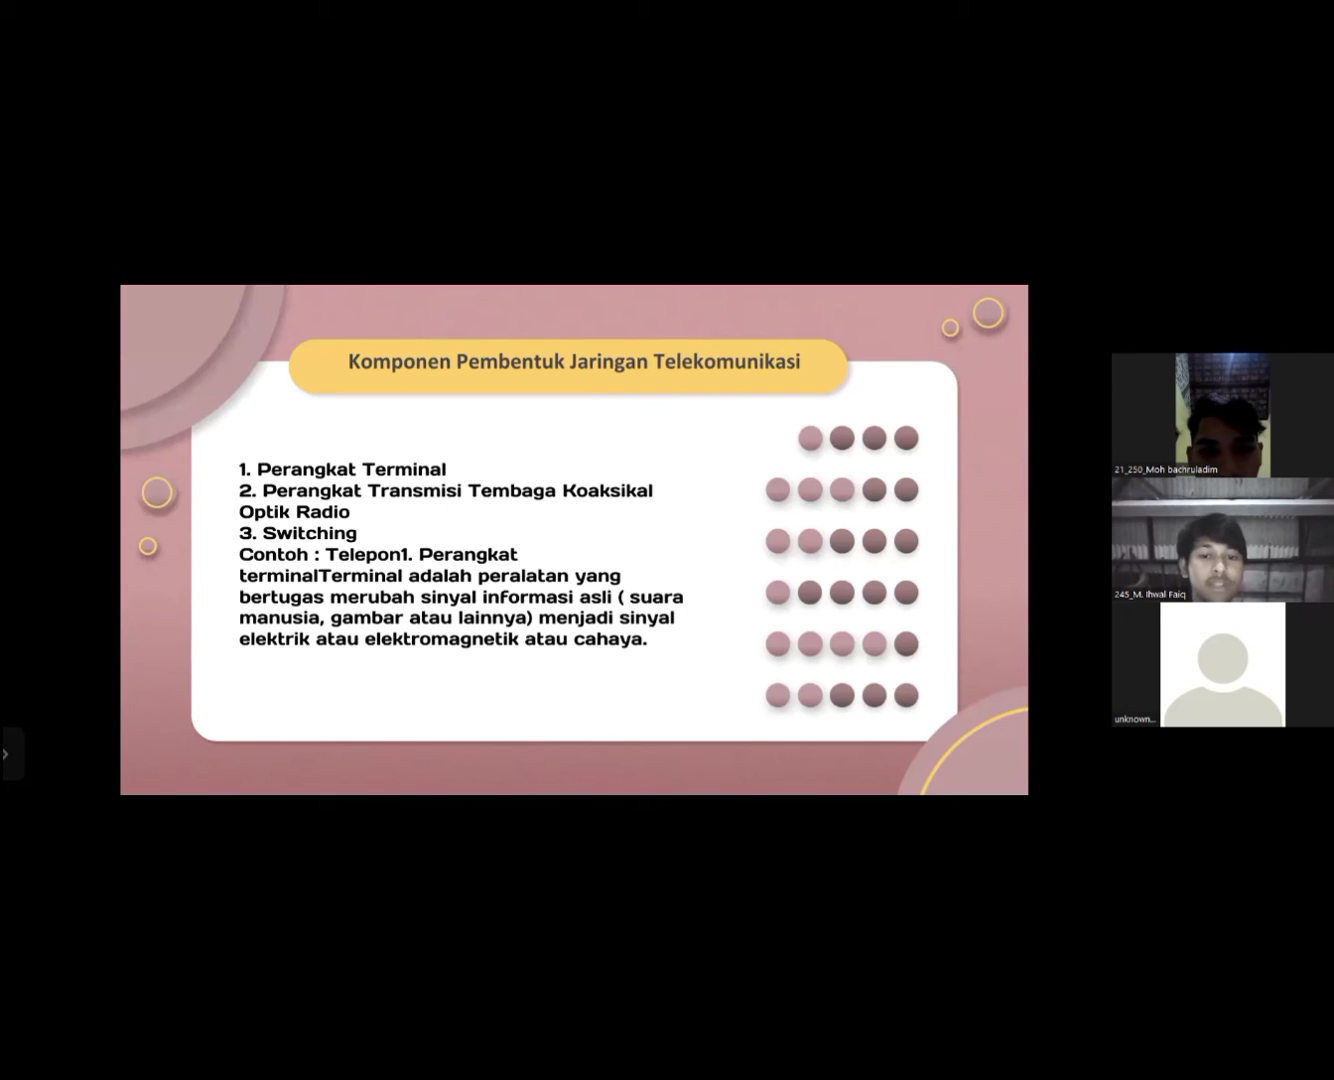 Komponen Pembentuk Jaringan Telekomunikasi
1. Perangkat Terminal
2. Perangkat Transmisi Tembaga Koaksikal
Optik Radio
3. Switching
Contoh : Telepon1. Perangkat
terminalTerminal adalah peralatan yang
bertugas merubah sinyal informasi asli ( suara
manusia, gambar atau lainnya) menjadi sinyal
elektrik atau elektromagnetik atau cahaya.
21_250_Moh bachruladim
245_M. Ihwal Faiq
unknown...